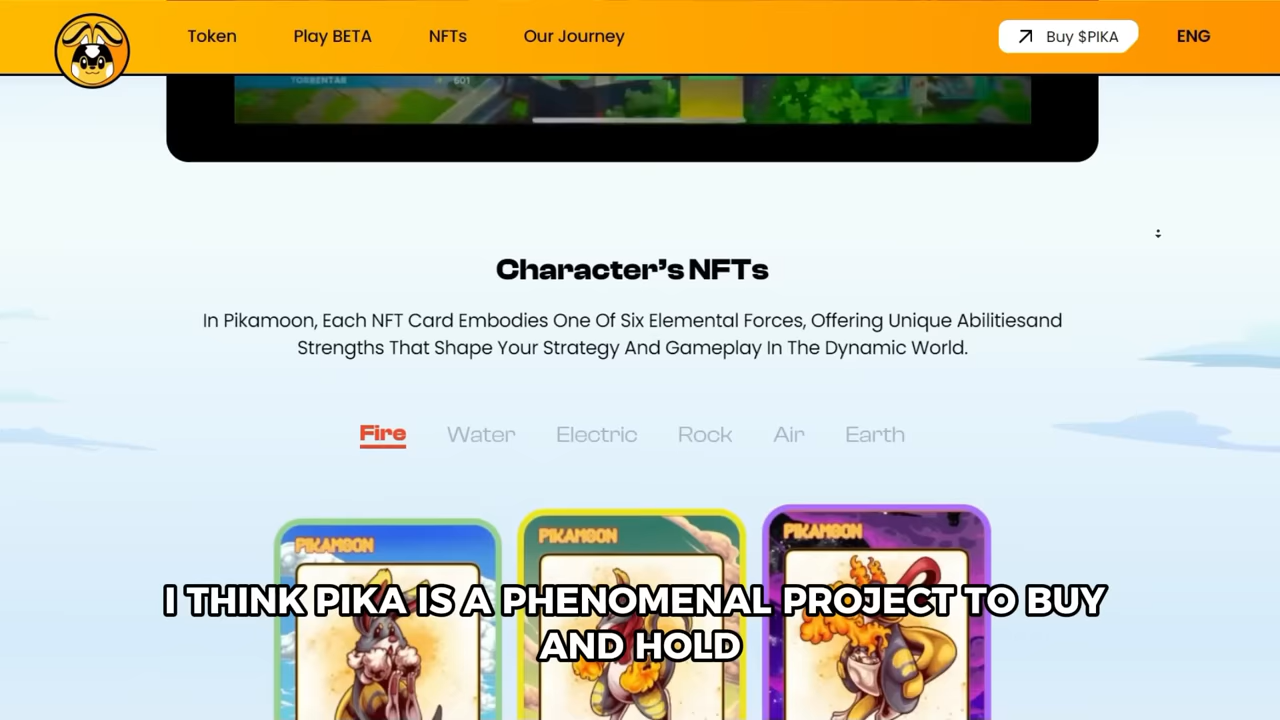 Token
Play BETA
NFTs
Our Journey
Buy $PIKA
ENG
TORRENTAR
601
Character’s NFTs
In Pikamoon, Each NFT Card Embodies One Of Six Elemental Forces, Offering Unique Abilitiesand
Strengths That Shape Your Strategy And Gameplay In The Dynamic World.
Fire
Water
Electric
Rock
Air
Earth
PIKAMOON
PIKAMOON
PIKAMOON
I THINK PIKA IS A PHENOMENAL PROJECT TO BUY
AND HOLD